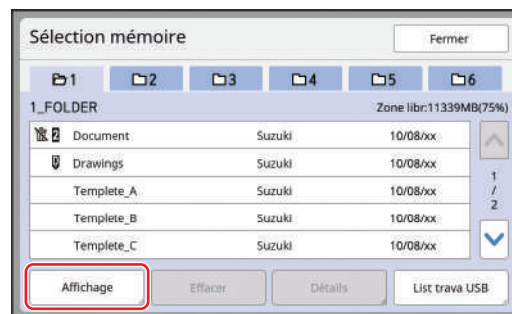 Sélection mémoire Fermer
1 2 3 4 5 6
1_FOLDER Zone libr:11339MB(75%)
2 Document Suzuki 10/08/xx
Drawings Suzuki 10/08/xx
Templete_A Suzuki 10/08/xx
Templete_B Suzuki 10/08/xx
Templete_C Suzuki 10/08/xx
1
/
2
Affichage Effacer Détails List trava USB